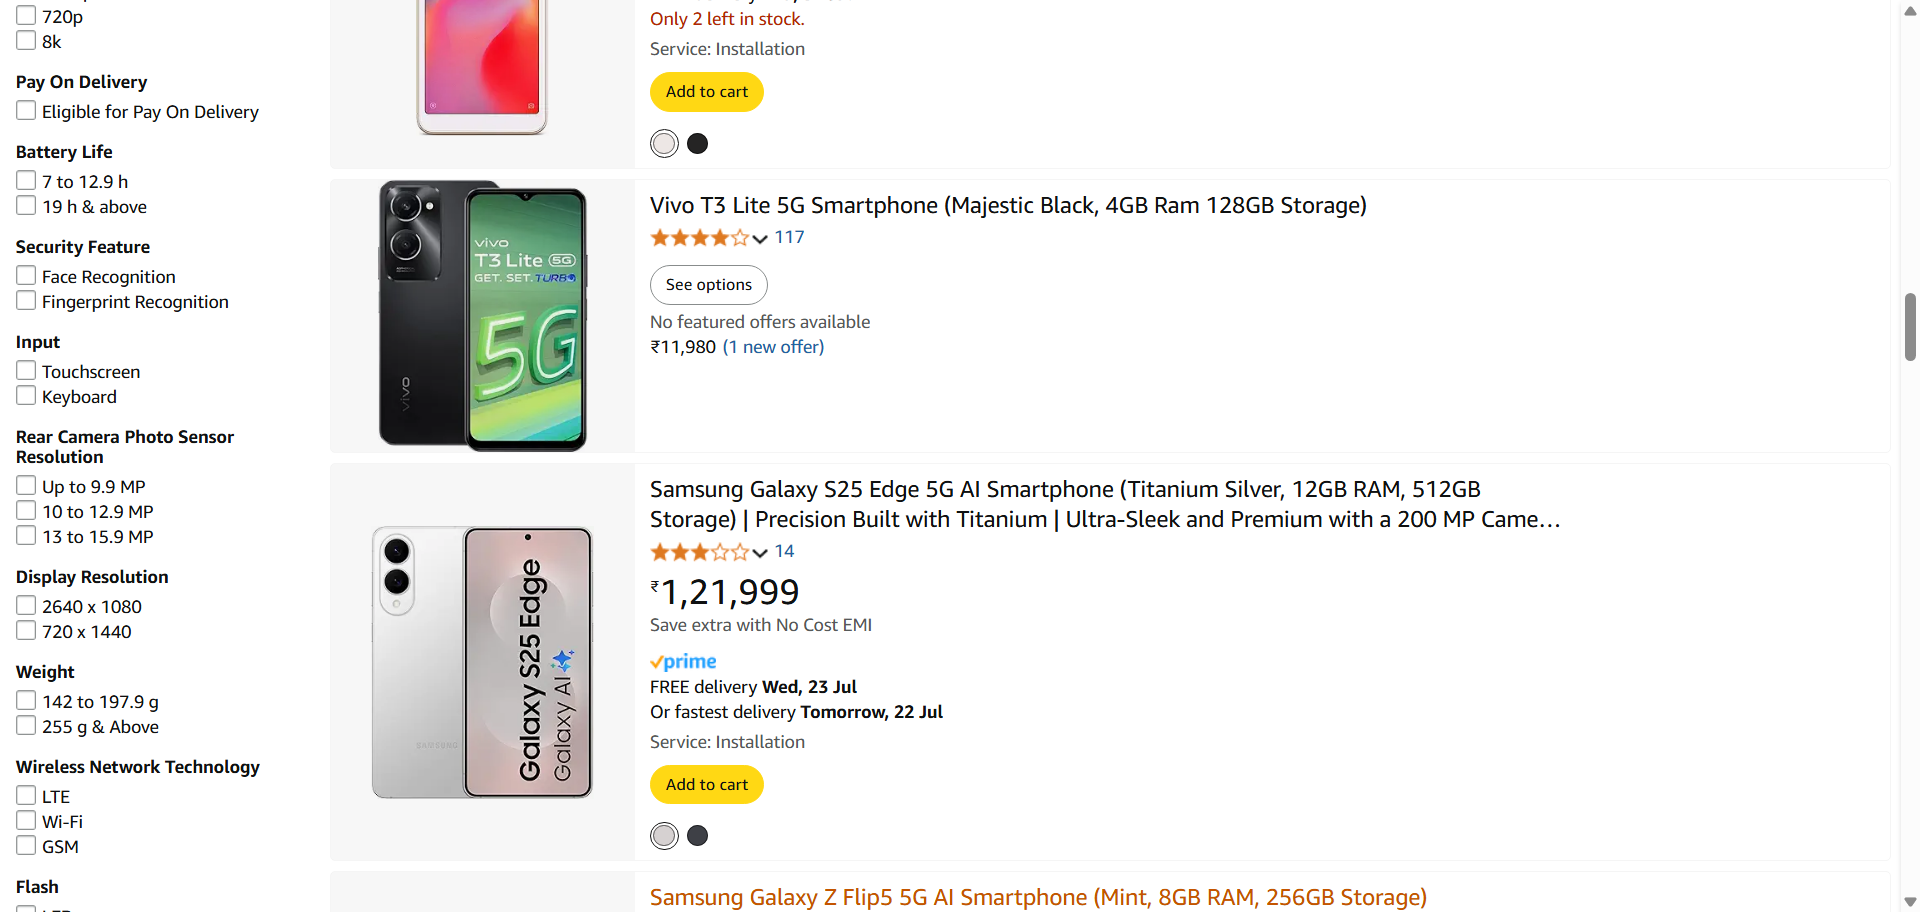 720p
8k
Pay On Delivery
Eligible for Pay On Delivery
Battery Life
7 to 12.9 h
19 h & above
Security Feature
Face Recognition
Fingerprint Recognition
Input
Touchscreen
Keyboard
Rear Camera Photo Sensor
Resolution
Up to 9.9 MP
10 to 12.9 MP
13 to 15.9 MP
Display Resolution
2640 x 1080
720 x 1440
Weight
142 to 197.9 g
255 g & Above
Wireless Network Technology
LTE
Wi-Fi
GSM
Flash
Only 2 left in stock.
Service: Installation
Add to cart
vivo
vivo
T3 Lite 5G
GET. SET. TURBO
5G
Vivo T3 Lite 5G Smartphone (Majestic Black, 4GB Ram 128GB Storage)
117
See options
No featured offers available
₹11,980 (1 new offer)
SAMSUNG
Galaxy S25 Edge
Galaxy AI
Samsung Galaxy S25 Edge 5G AI Smartphone (Titanium Silver, 12GB RAM, 512GB
Storage) | Precision Built with Titanium | Ultra-Sleek and Premium with a 200 MP Came…
14
₹1,21,999
Save extra with No Cost EMI
prime
FREE delivery Wed, 23 Jul
Or fastest delivery Tomorrow, 22 Jul
Service: Installation
Add to cart
Samsung Galaxy Z Flip5 5G AI Smartphone (Mint, 8GB RAM, 256GB Storage)